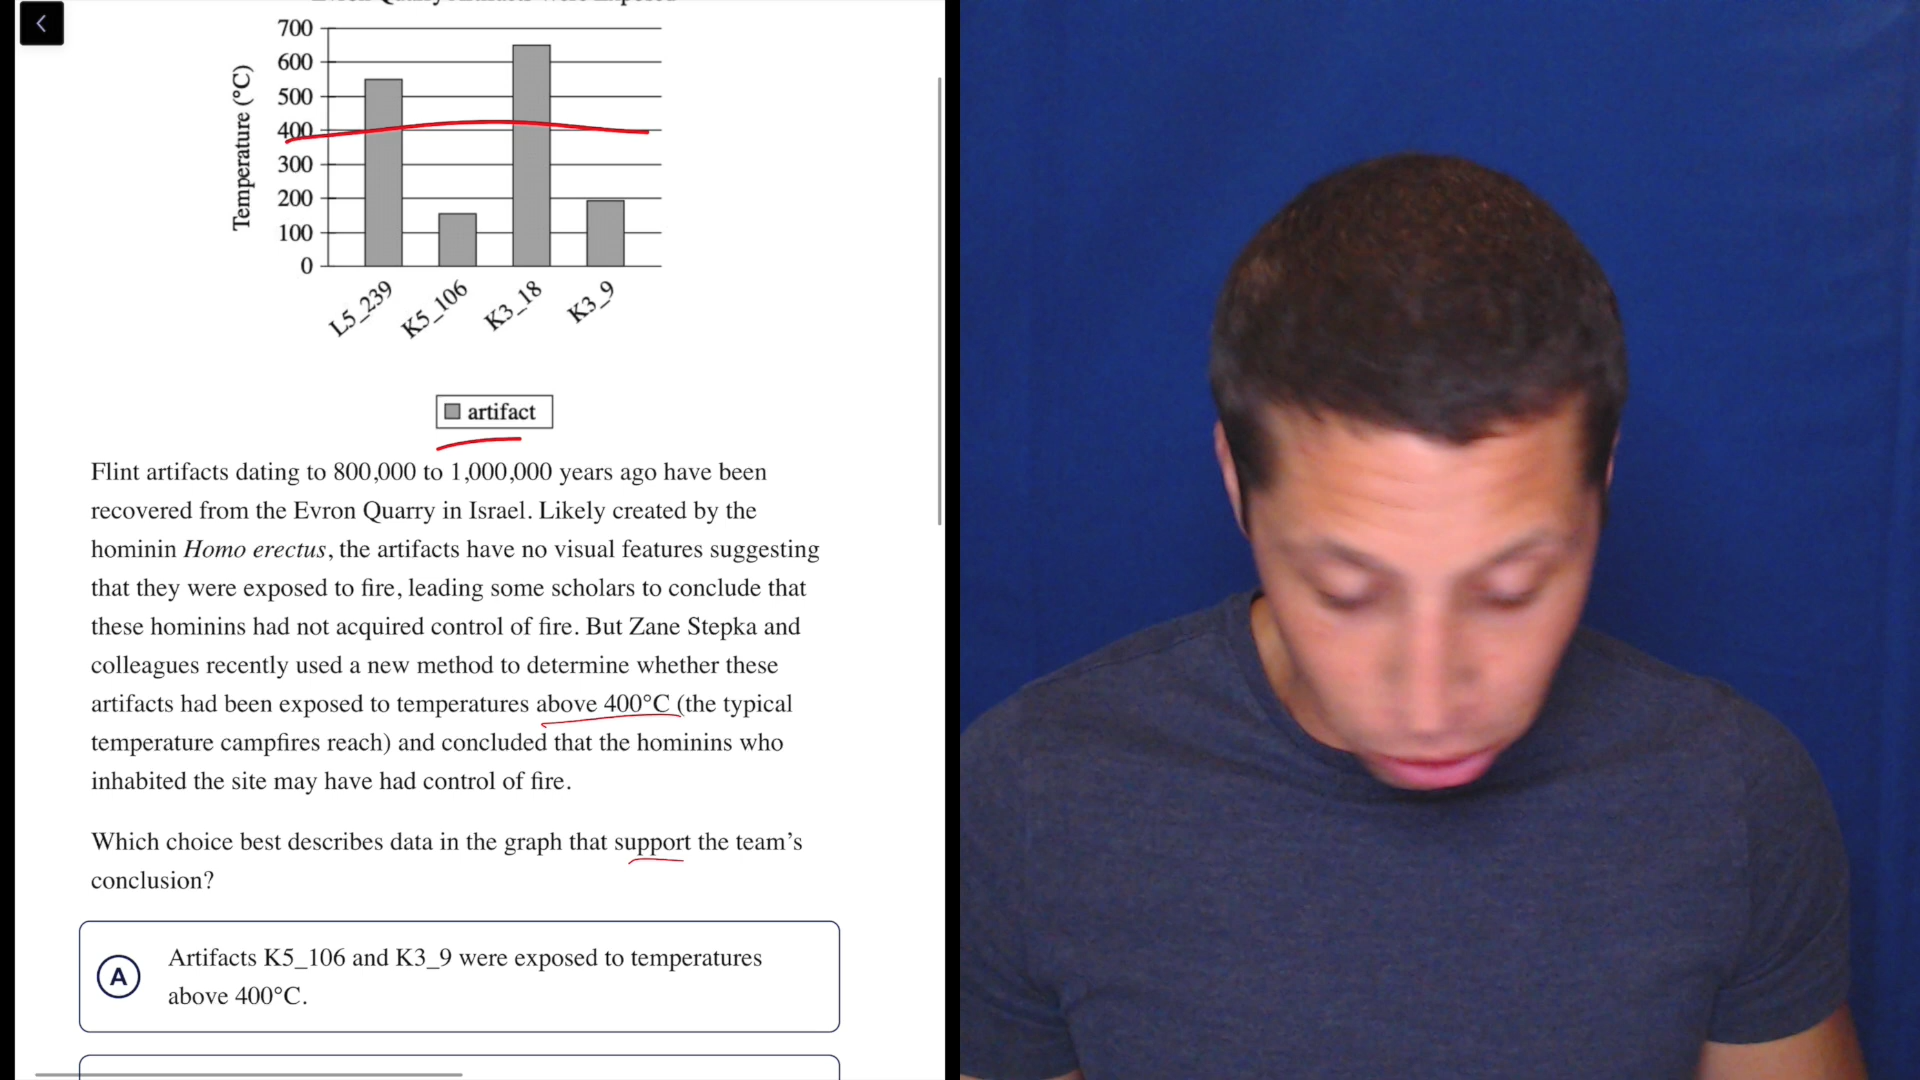 Evron Quarry Artifacts Were Exposed
700
600
500
400
300
200
100
0
Temperature (°C)
L5_239
K5_106
K3_18
K3_9
artifact
Flint artifacts dating to 800,000 to 1,000,000 years ago have been
recovered from the Evron Quarry in Israel. Likely created by the
hominin Homo erectus, the artifacts have no visual features suggesting
that they were exposed to fire, leading some scholars to conclude that
these hominins had not acquired control of fire. But Zane Stepka and
colleagues recently used a new method to determine whether these
artifacts had been exposed to temperatures above 400°C (the typical
temperature campfires reach) and concluded that the hominins who
inhabited the site may have had control of fire.
Which choice best describes data in the graph that support the team’s
conclusion?
A
Artifacts K5_106 and K3_9 were exposed to temperatures
above 400°C.